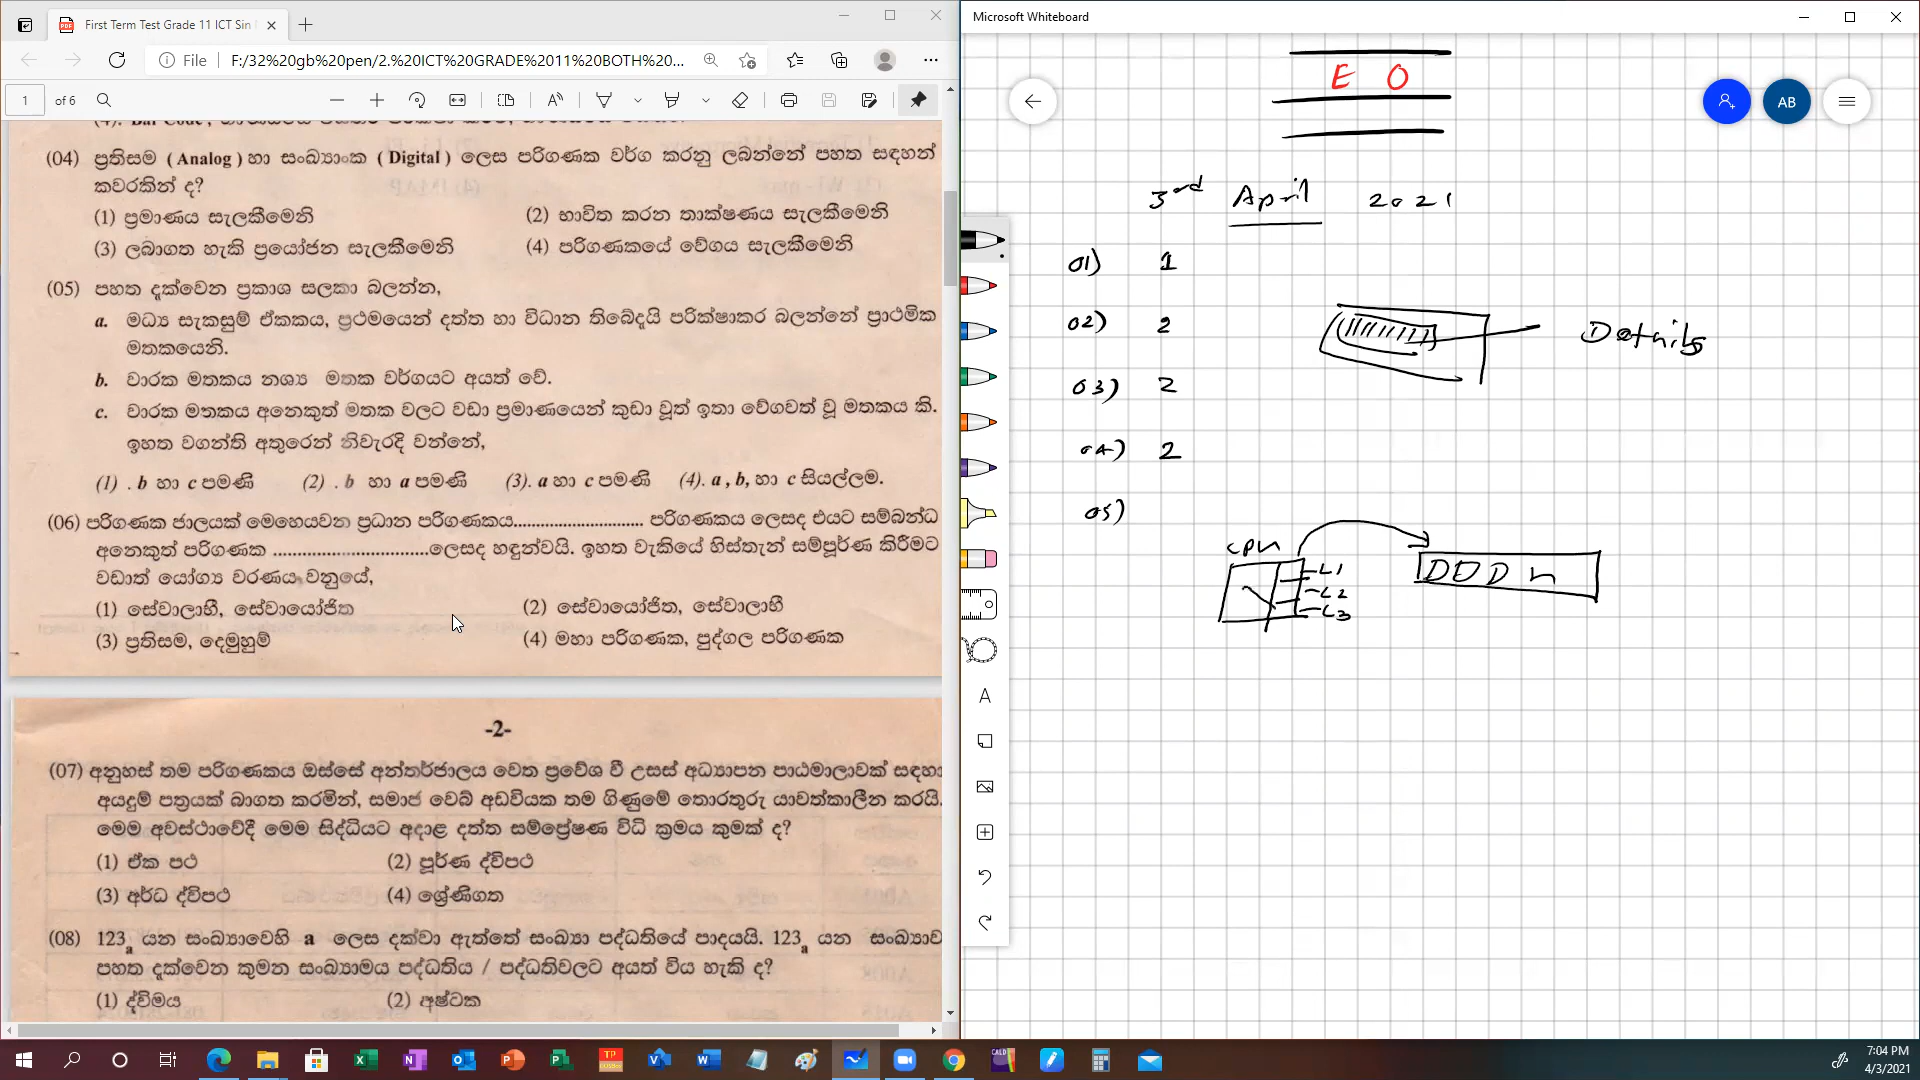 First Term Test Grade 11 ICT Sin
Microsoft Whiteboard
File
F:/32%20gb%20pen/2.%20ICT%20GRADE%2011%20BOTH%20...
1 of 6
AB
(04) ප්‍රතිසම (Analog) හා සංඛ්‍යාංක (Digital) ලෙස පරිගණක වර්ග කරනු ලබන්නේ පහත සඳහන්
කවරකින් ද?
(1) ප්‍රමාණය සැලකීමෙනි (2) භාවිත කරන තාක්ෂණය සැලකීමෙනි
(3) ලබාගත හැකි ප්‍රයෝජන සැලකීමෙනි (4) පරිගණකයේ වේගය සැලකීමෙනි
(05) පහත දැක්වෙන ප්‍රකාශ සලකා බලන්න,
a. මධ්‍ය සැකසුම් ඒකකය, ප්‍රථමයෙන් දත්ත හා විධාන තිබේදැයි පරික්ෂාකර බලන්නේ ප්‍රාථමික
මතකයෙනි.
b. වාරක මතකය නශ්‍ය මතක වර්ගයට අයත් වේ.
c. වාරක මතකය අනෙකුත් මතක වලට වඩා ප්‍රමාණයෙන් කුඩා වූත් ඉතා වේගවත් වූ මතකය කි.
ඉහත වගන්ති අතුරෙන් නිවැරදි වන්නේ,
(1) . b හා c පමණි (2) . b හා a පමණි (3). a හා c පමණි (4). a , b, හා c සියල්ලම.
(06) පරිගණක ජාලයක් මෙහෙයවන ප්‍රධාන පරිගණකය............................. පරිගණකය ලෙසද එයට සම්බන්ධ
අනෙකුත් පරිගණක ..................................ලෙසද හඳුන්වයි. ඉහත වැකියේ හිස්තැන් සම්පූර්ණ කිරීමට
වඩාත් යෝග්‍ය වරණය වනුයේ,
(1) සේවාලාභී, සේවායෝජිත (2) සේවායෝජිත, සේවාලාභී
(3) ප්‍රතිසම, දෙමුහුම් (4) මහා පරිගණක, පුද්ගල පරිගණක
-2-
(07) අනුහස් තම පරිගණකය ඔස්සේ අන්තර්ජාලය වෙත ප්‍රවේශ වී උසස් අධ්‍යාපන පාඨමාලාවක් සඳහා
අයදුම් පත්‍රයක් බාගත කරමින්, සමාජ වෙබ් අඩවියක තම ගිණුමේ තොරතුරු යාවත්කාලීන කරයි.
මෙම අවස්ථාවේදී මෙම සිද්ධියට අදාළ දත්ත සම්ප්‍රේෂණ විධි ක්‍රමය කුමක් ද?
(1) ඒක පථ (2) පූර්ණ ද්විපථ
(3) අර්ධ ද්විපථ (4) ශ්‍රේණිගත
(08) 123a යන සංඛ්‍යාවෙහි a ලෙස දක්වා ඇත්තේ සංඛ්‍යා පද්ධතියේ පාදයයි. 123a යන සංඛ්‍යාව
පහත දැක්වෙන කුමන සංඛ්‍යාමය පද්ධතිය / පද්ධතිවලට අයත් විය හැකි ද?
(1) ද්විමය (2) අෂ්ටක
E O
3rd April 2021
01) 1
02) 2
Details
03) 2
04) 2
05)
CPU
L1
L2
L3
7:04 PM
4/3/2021